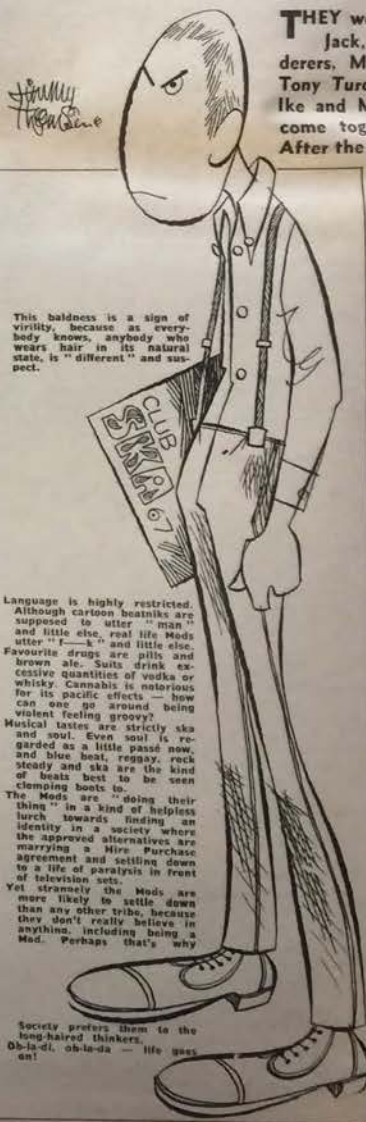 THEY w
Jack,
derers, M
Tony Turc
Ike and M
come tog
After the
Jimmy
Thomson
This baldness is a sign of
virility, because as every-
body knows, anybody who
wears hair in its natural
state, is "different" and sus-
pect.
CLUB
SKA
67
Language is highly restricted.
Although cartoon beatniks are
supposed to utter "man"
and little else, real life Mods
utter "f——k" and little else.
Favourite drugs are pills and
brown ale. Suits drink ex-
cessive quantities of vodka or
whisky. Cannabis is notorious
for its pacific effects — how
can one go around being
violent feeling groovy?
Musical tastes are strictly ska
and soul. Even soul is re-
garded as a little passé now,
and blue beat, reggay, rock
steady and ska are the kind
of beats best to be seen
clomping boots to.
The Mods are "doing their
thing" in a kind of helpless
lurch towards finding an
identity in a society where
the approved alternatives are
marrying a Hire Purchase
agreement and settling down
to a life of paralysis in front
of television sets.
Yet strangely the Mods are
more likely to settle down
than any other tribe, because
they don't really believe in
anything, including being a
Mod. Perhaps that's why
Society prefers them to the
long-haired thinkers.
Ob-la-di, ob-la-da — life goes
on!